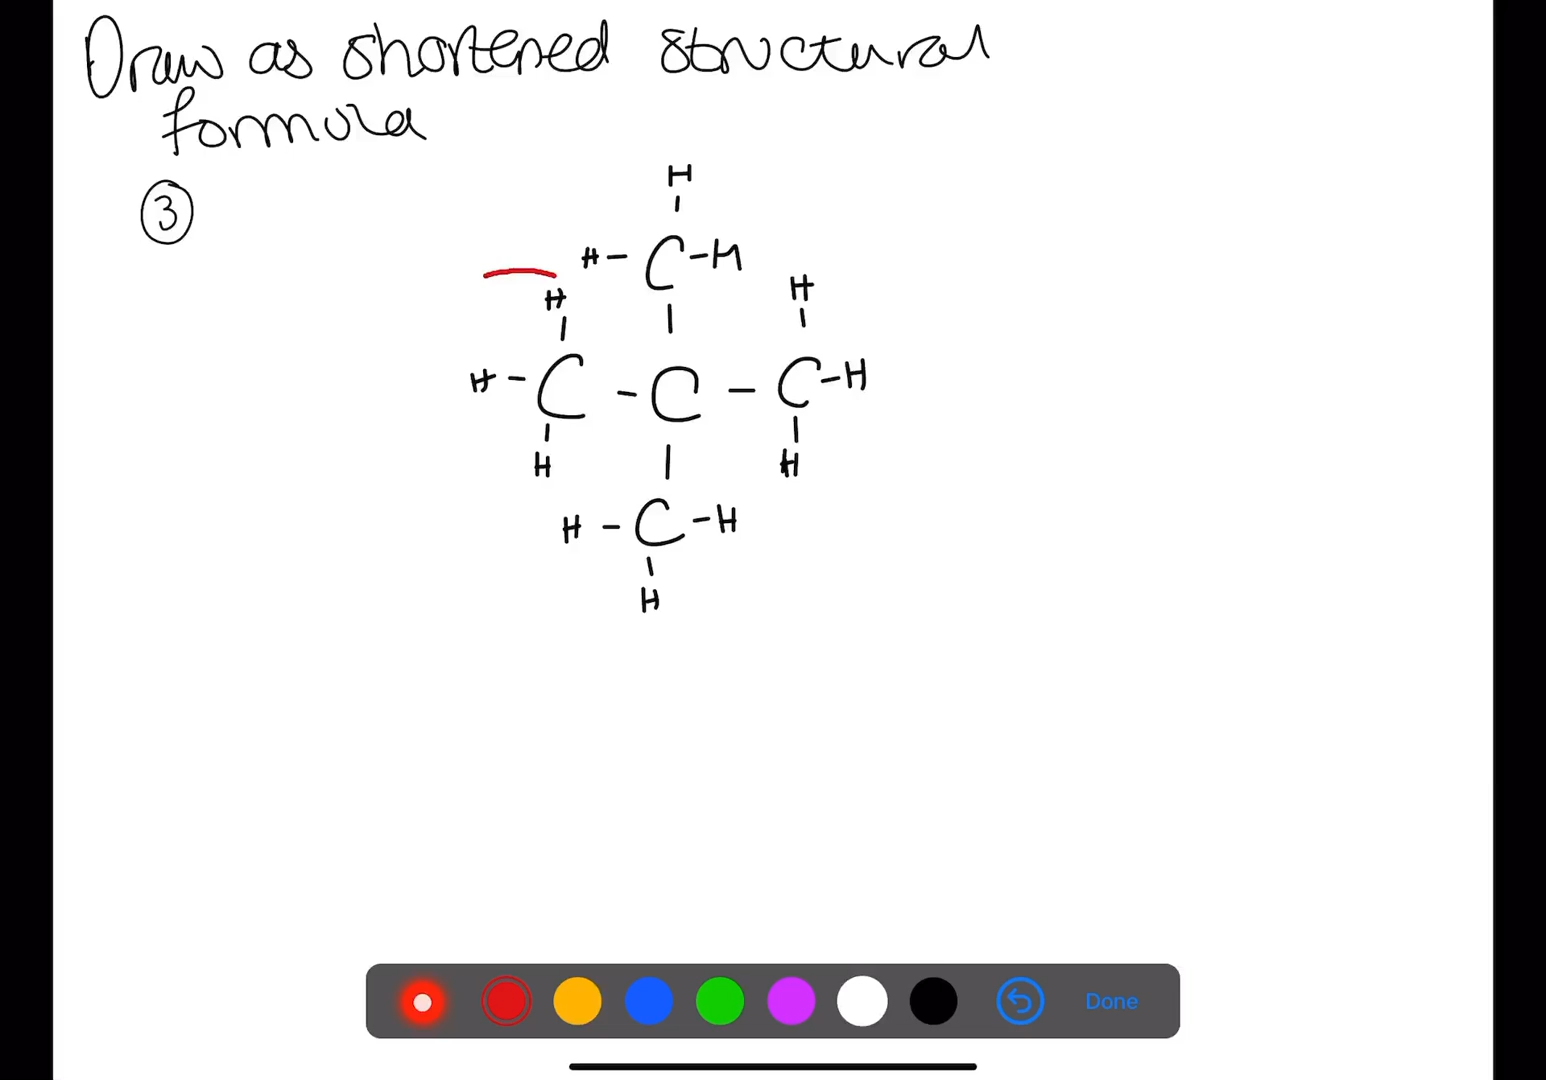 Draw as shortened structural
formula
3
H
H - C - H
H H
H - C - C - C - H
H H
H - C - H
H
Done